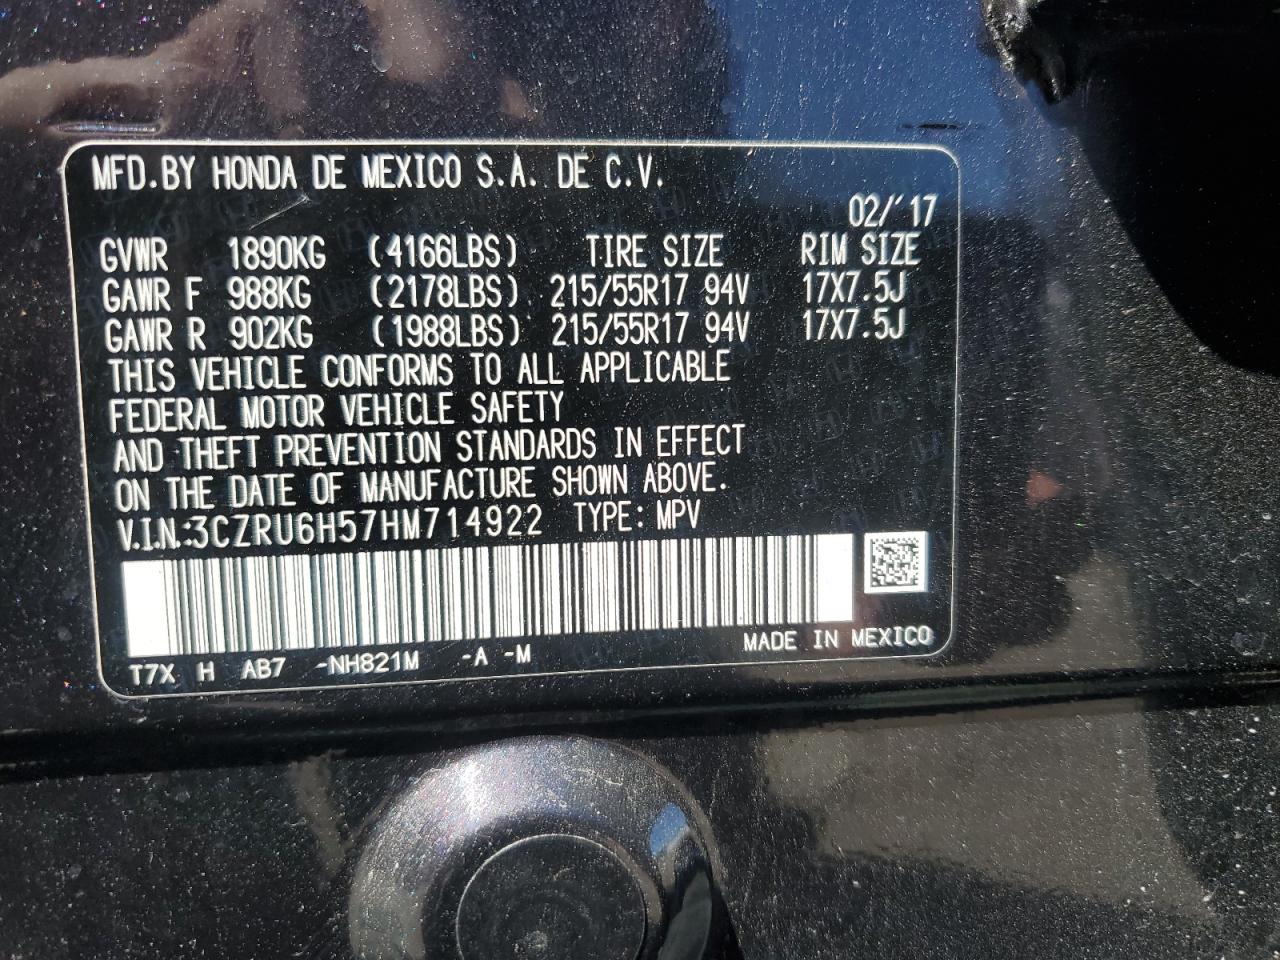 MFD.BY HONDA DE MEXICO S.A. DE C.V.
02/'17
GVWR 1890KG (4166LBS) TIRE SIZE RIM SIZE
GAWR F 988KG (2178LBS) 215/55R17 94V 17X7.5J
GAWR R 902KG (1988LBS) 215/55R17 94V 17X7.5J
THIS VEHICLE CONFORMS TO ALL APPLICABLE
FEDERAL MOTOR VEHICLE SAFETY
AND THEFT PREVENTION STANDARDS IN EFFECT
ON THE DATE OF MANUFACTURE SHOWN ABOVE.
V.I.N.:3CZRU6H57HM714922 TYPE: MPV
MADE IN MEXICO
T7X H AB7 -NH821M -A -M